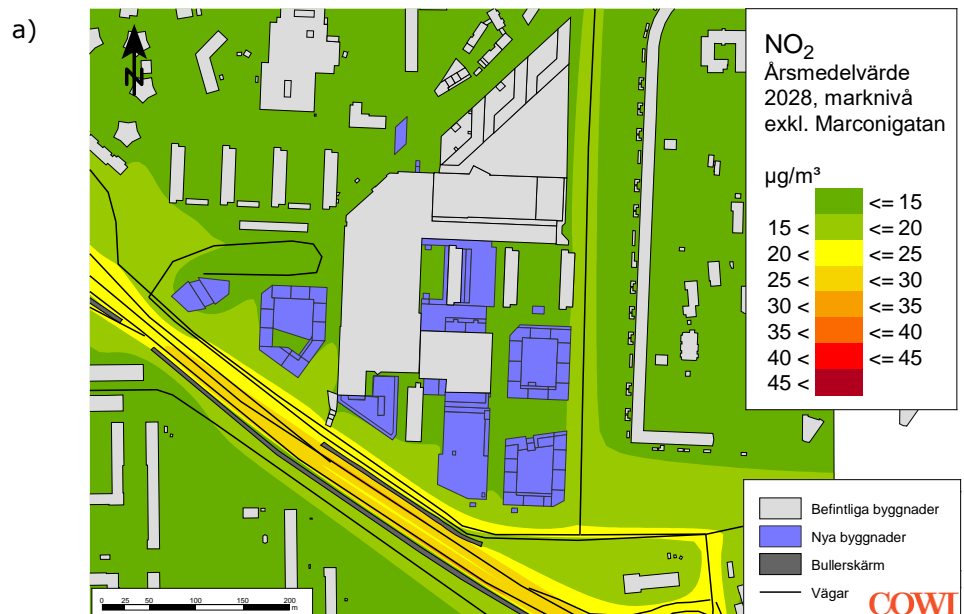 a)
N
NO₂
Årsmedelvärde
2028, marknivå
exkl. Marconigatan
µg/m³
<= 15
15 < <= 20
20 < <= 25
25 < <= 30
30 < <= 35
35 < <= 40
40 < <= 45
45 <
Befintliga byggnader
Nya byggnader
Bullerskärm
Vägar
COWI
0 25 50 100 150 200
m